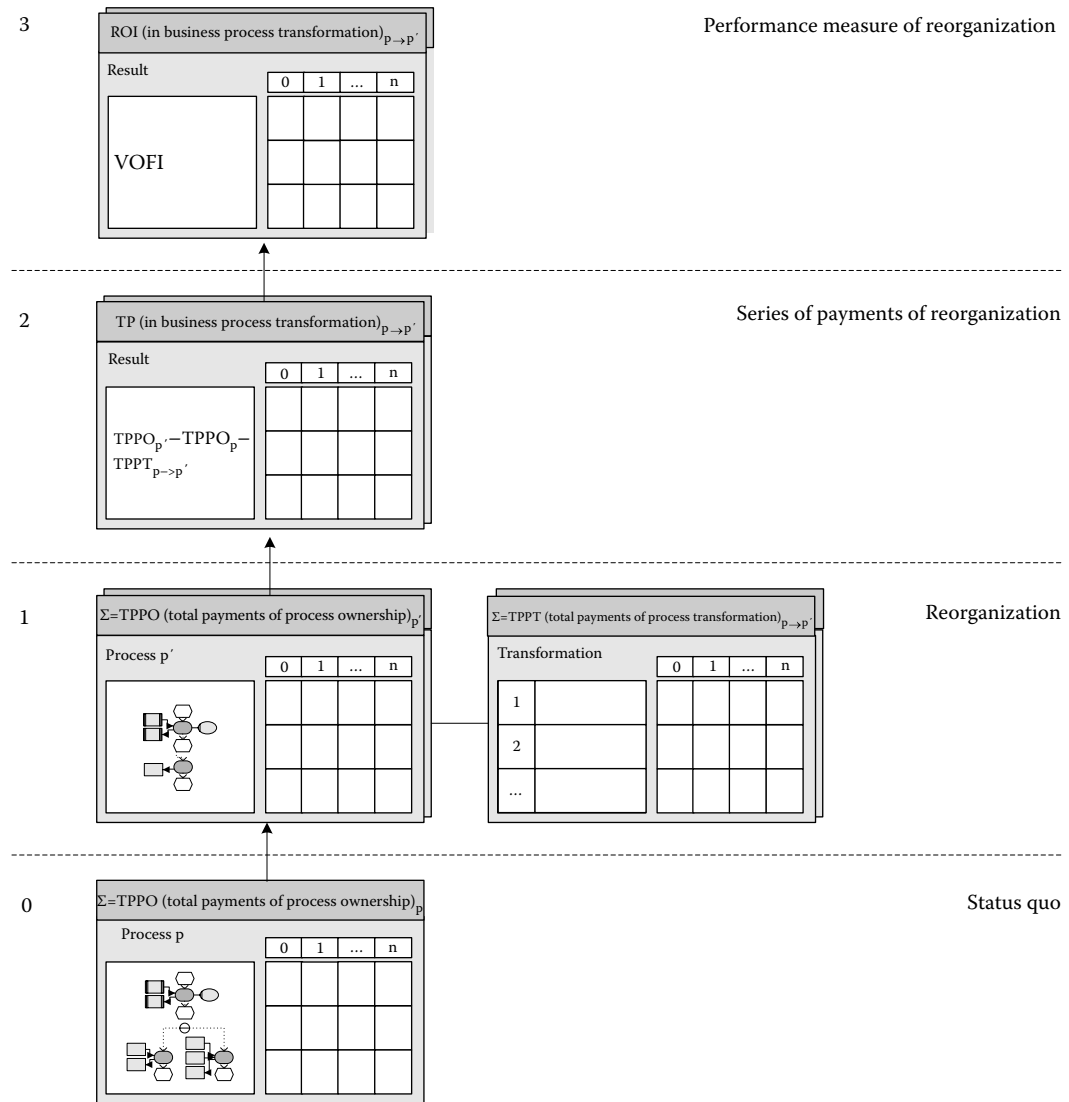 3
ROI (in business process transformation)p→p′
Performance measure of reorganization
Result
0 1 ... n
VOFI
2
TP (in business process transformation)p→p′
Series of payments of reorganization
Result
0 1 ... n
TPPOp′−TPPOp−
TPPTp−>p′
1
Σ=TPPO (total payments of process ownership)p′
Σ=TPPT (total payments of process transformation)p→p′
Reorganization
Process p′
0 1 ... n
Transformation
0 1 ... n
1
2
...
0
Σ=TPPO (total payments of process ownership)p
Status quo
Process p
0 1 ... n